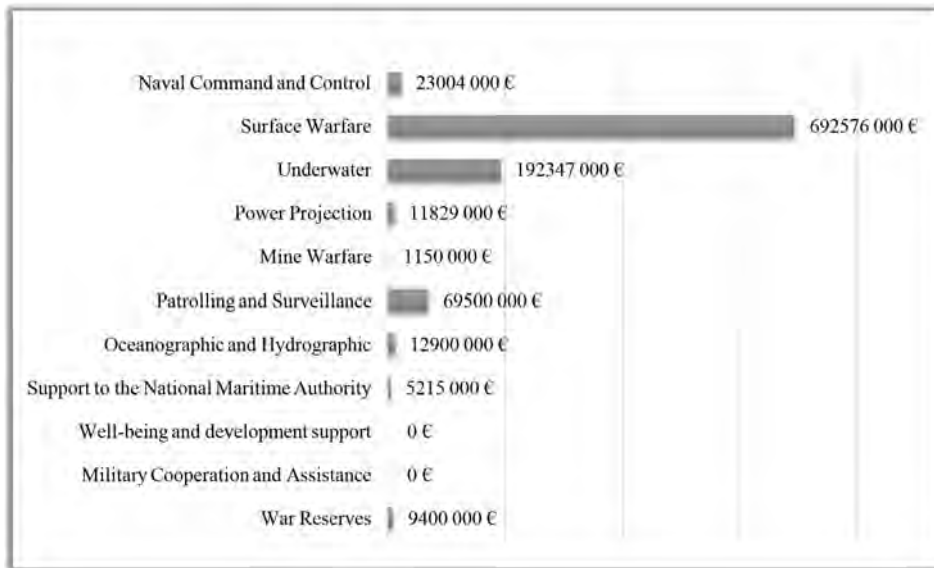 Naval Command and Control 23004 000 €
Surface Warfare 692576 000 €
Underwater 192347 000 €
Power Projection 11829 000 €
Mine Warfare 1150 000 €
Patrolling and Surveillance 69500 000 €
Oceanographic and Hydrographic 12900 000 €
Support to the National Maritime Authority 5215 000 €
Well-being and development support 0 €
Military Cooperation and Assistance 0 €
War Reserves 9400 000 €